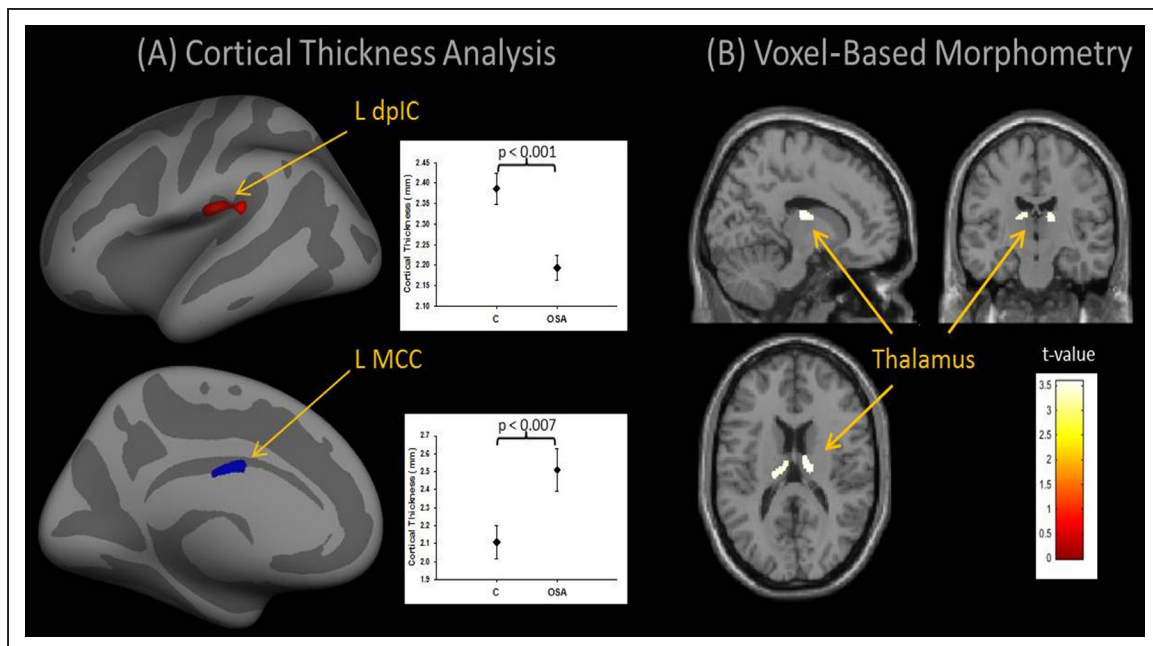 (A) Cortical Thickness Analysis
L dpIC
p < 0.001
Cortical Thickness (mm)
2.45
2.40
2.35
2.30
2.25
2.20
2.15
2.10
C OSA
L MCC
p < 0.007
Cortical Thickness (mm)
2.7
2.6
2.5
2.4
2.3
2.2
2.1
2.0
1.9
C OSA
(B) Voxel-Based Morphometry
Thalamus
t-value
3.5
3
2.5
2
1.5
1
0.5
0